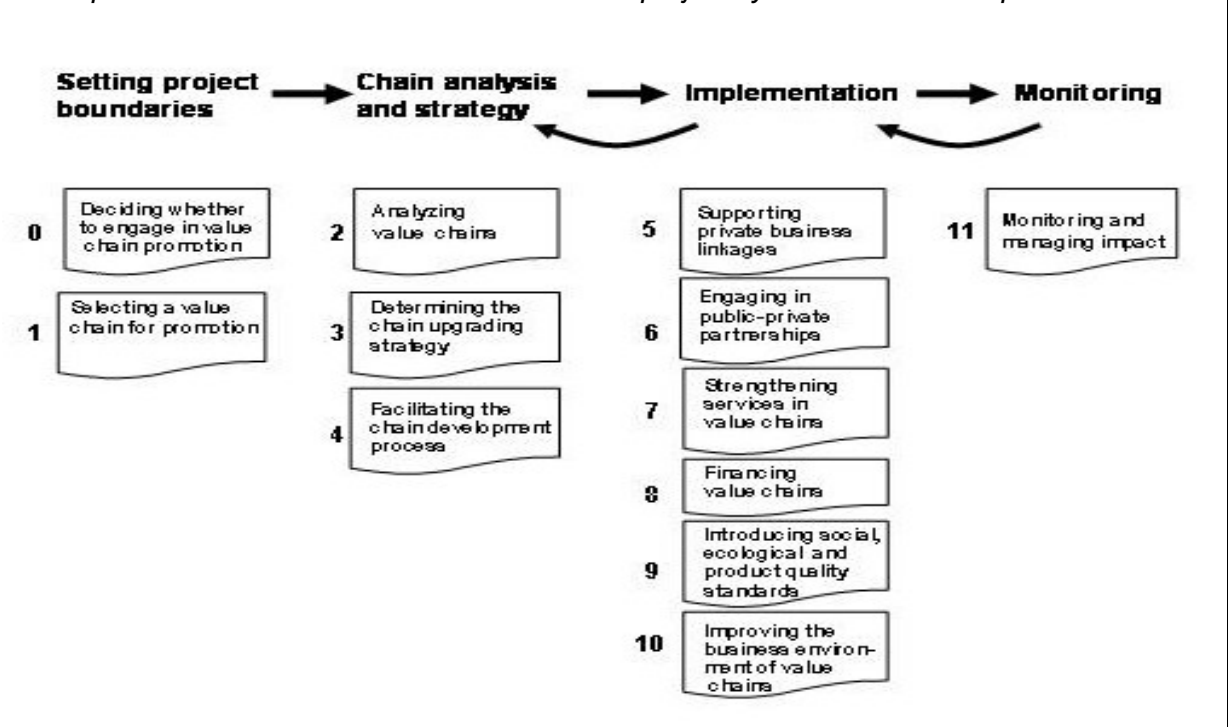 Setting project
boundaries
Chain analysis
and strategy
Implementation
Monitoring
0
Deciding whether
to engage in value
chain promotion
1
Selecting a value
chain for promotion
2
Analyzing
value chains
3
Determining the
chain upgrading
strategy
4
Facilitating the
chain development
process
5
Supporting
private business
linkages
6
Engaging in
public-private
partnerships
7
Strengthening
services in
value chains
8
Financing
value chains
9
Introducing social,
ecological and
product quality
standards
10
Improving the
business environ-
ment of value
chains
11
Monitoring and
managing impact